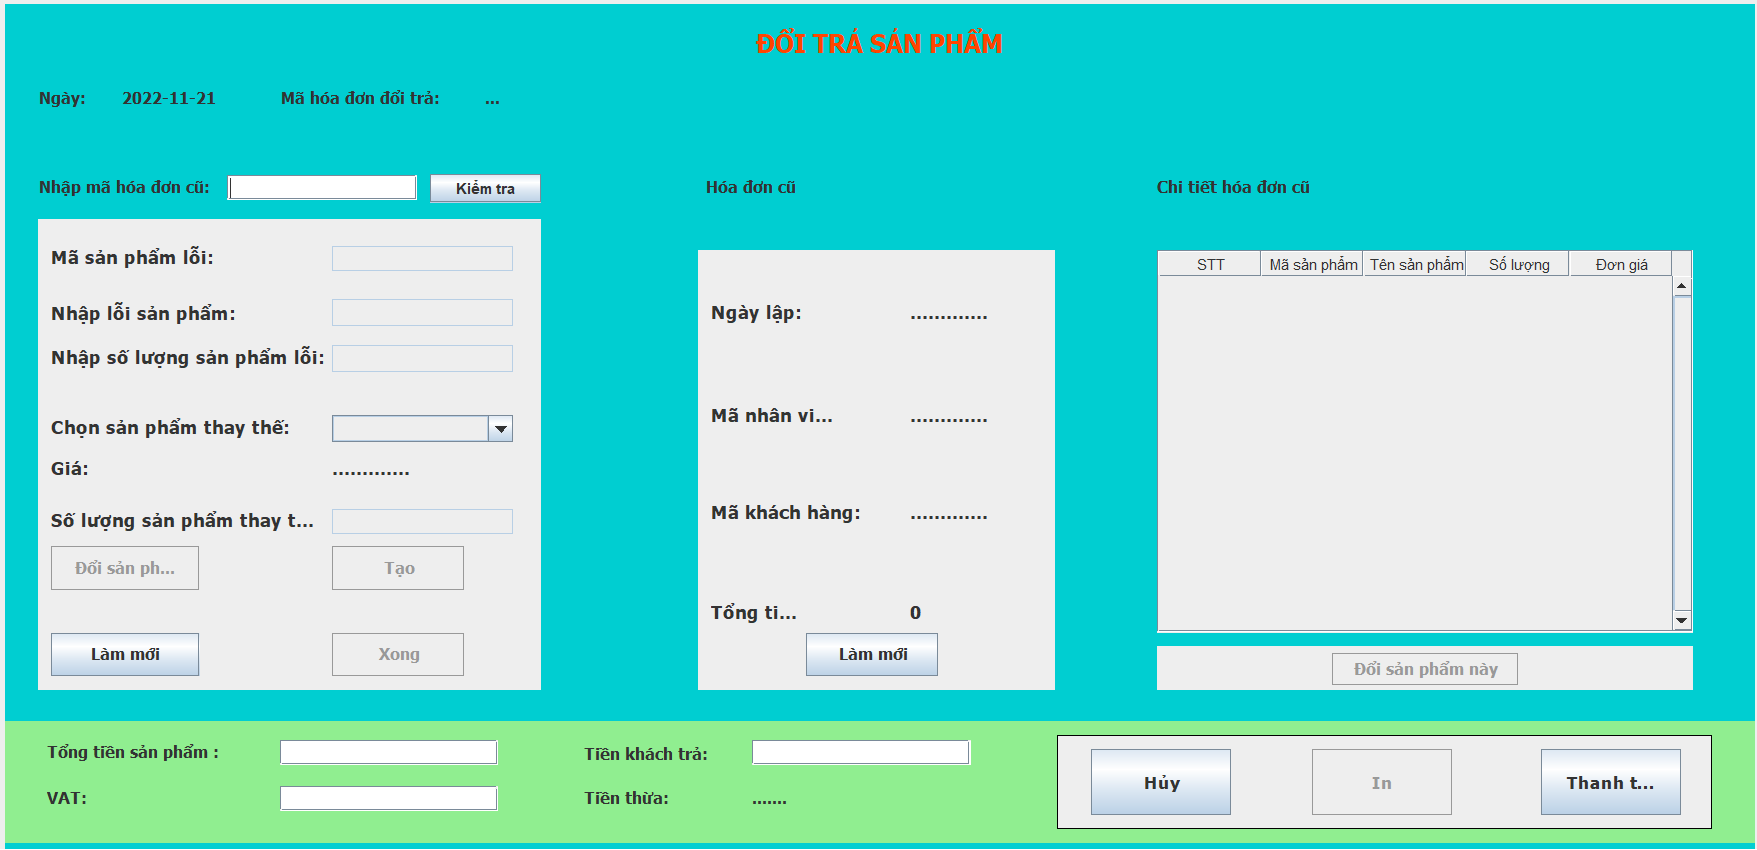 ĐỔI TRẢ SẢN PHẨM
Ngày: 2022-11-21 Mã hóa đơn đổi trả: ...
Nhập mã hóa đơn cũ: Kiểm tra
Mã sản phẩm lỗi:
Nhập lỗi sản phẩm:
Nhập số lượng sản phẩm lỗi:
Chọn sản phẩm thay thế:
Giá: .............
Số lượng sản phẩm thay t...
Đổi sản ph... Tạo
Làm mới Xong
Hóa đơn cũ
Ngày lập: .............
Mã nhân vi... .............
Mã khách hàng: .............
Tổng ti... 0
Làm mới
Chi tiết hóa đơn cũ
STT Mã sản phẩm Tên sản phẩm Số lượng Đơn giá
Đổi sản phẩm này
Tổng tiền sản phẩm :
VAT:
Tiền khách trả:
Tiền thừa: .......
Hủy In Thanh t...